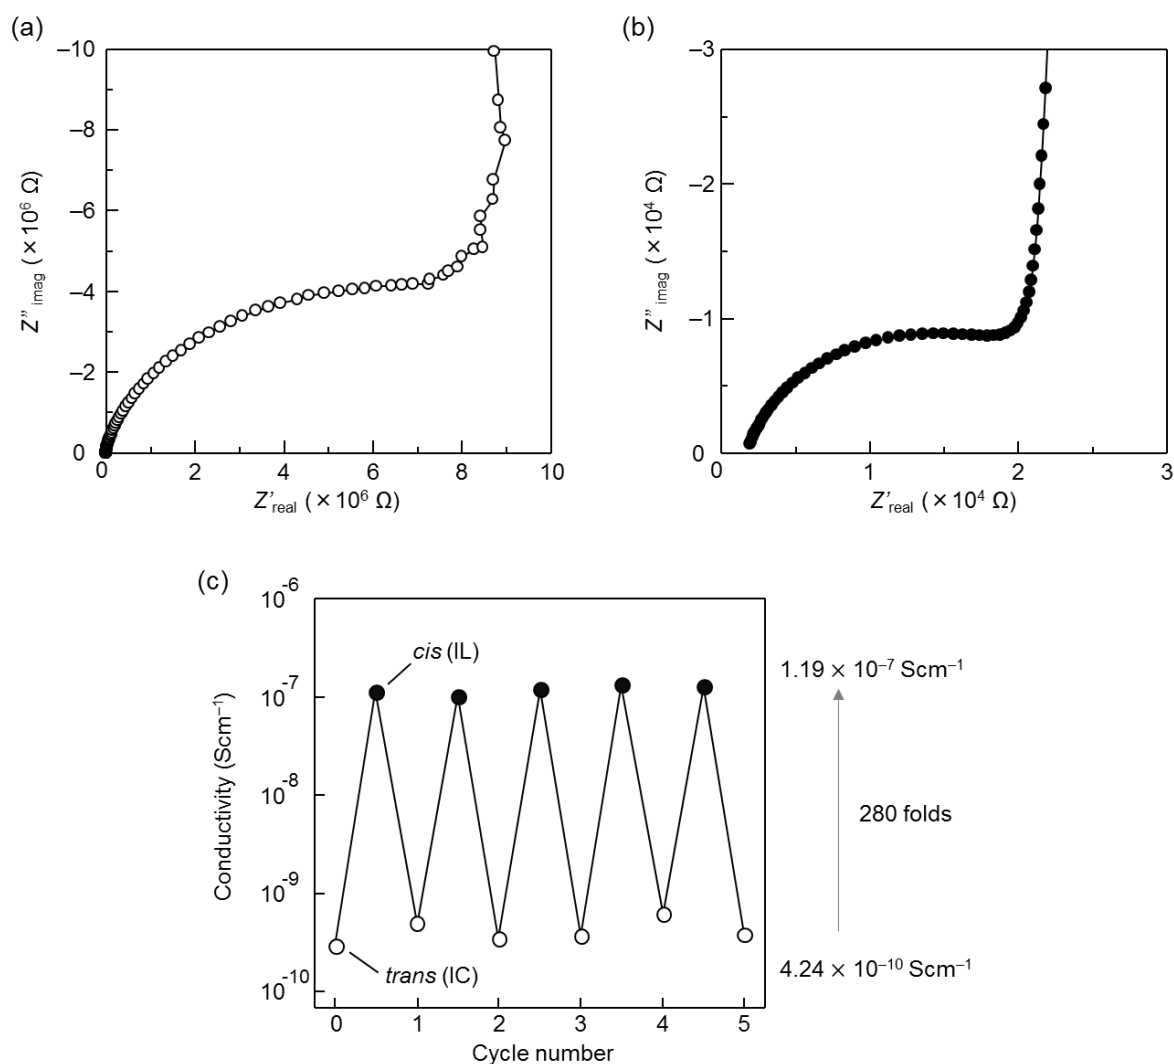 (a)
–10
–8
–6
–4
–2
0
Z″imag (×10⁶ Ω)
0 2 4 6 8 10
Z′real (×10⁶ Ω)
(b)
–3
–2
–1
0
Z″imag (×10⁴ Ω)
0 1 2 3
Z′real (×10⁴ Ω)
(c)
10⁻⁶
10⁻⁷
10⁻⁸
10⁻⁹
10⁻¹⁰
Conductivity (Scm⁻¹)
cis (IL)
trans (IC)
0 1 2 3 4 5
Cycle number
1.19 × 10⁻⁷ Scm⁻¹
280 folds
4.24 × 10⁻¹⁰ Scm⁻¹